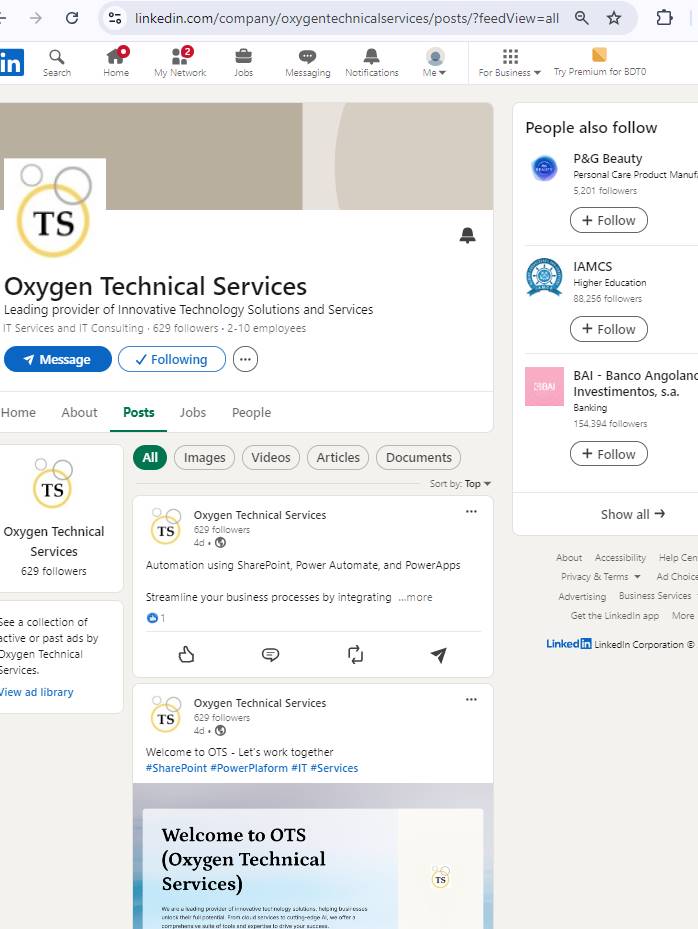 linkedin.com/company/oxygentechnicalservices/posts/?feedView=all
in
Search
Home
2
My Network
Jobs
Messaging
Notifications
Me
For Business
Try Premium for BDT0
TS
Oxygen Technical Services
Leading provider of Innovative Technology Solutions and Services
IT Services and IT Consulting · 629 followers · 2-10 employees
Message
Following
Home
About
Posts
Jobs
People
TS
Oxygen Technical
Services
629 followers
See a collection of
active or past ads by
Oxygen Technical
Services.
View ad library
All
Images
Videos
Articles
Documents
Sort by: Top
TS
Oxygen Technical Services
629 followers
4d •
Automation using SharePoint, Power Automate, and PowerApps
Streamline your business processes by integrating ...more
1
TS
Oxygen Technical Services
629 followers
4d •
Welcome to OTS - Let's work together
#SharePoint #PowerPlaform #IT #Services
Welcome to OTS
(Oxygen Technical
Services)
TS
We are a leading provider of innovative technology solutions, helping businesses
unlock their full potential. From cloud services to cutting-edge AI, we offer a
comprehensive suite of tools and expertise to drive your success.
People also follow
P&G Beauty
Personal Care Product Manufa
5,201 followers
+ Follow
IAMCS
Higher Education
88,256 followers
+ Follow
BAI
BAI - Banco Angolano
Investimentos, s.a.
Banking
154,394 followers
+ Follow
Show all →
About Accessibility Help Cen
Privacy & Terms Ad Choice
Advertising Business Services
Get the LinkedIn app More
LinkedIn LinkedIn Corporation ©